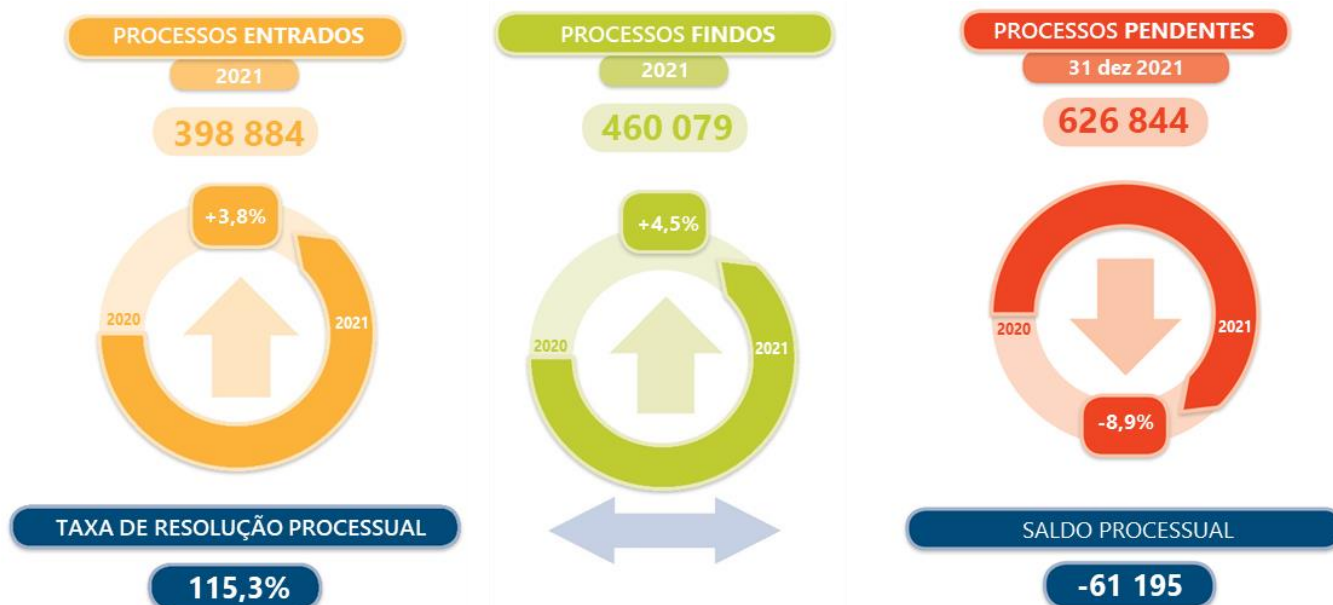 PROCESSOS ENTRADOS
2021
398 884
+3,8%
2020
2021
PROCESSOS FINDOS
2021
460 079
+4,5%
2020
2021
PROCESSOS PENDENTES
31 dez 2021
626 844
2020
2021
-8,9%
TAXA DE RESOLUÇÃO PROCESSUAL
115,3%
SALDO PROCESSUAL
-61 195